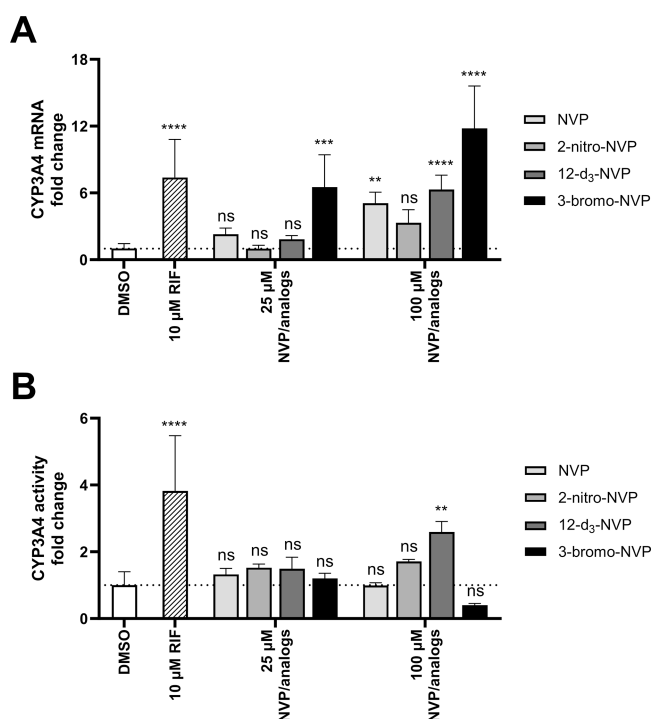 A
CYP3A4 mRNA
fold change
18
12
6
0
****
ns
ns
ns
***
**
ns
****
****
DMSO
10 µM RIF
25 µM
NVP/analogs
100 µM
NVP/analogs
NVP
2-nitro-NVP
12-d₃-NVP
3-bromo-NVP
B
CYP3A4 activity
fold change
6
4
2
0
****
ns
ns
ns
ns
ns
ns
**
ns
DMSO
10 µM RIF
25 µM
NVP/analogs
100 µM
NVP/analogs
NVP
2-nitro-NVP
12-d₃-NVP
3-bromo-NVP